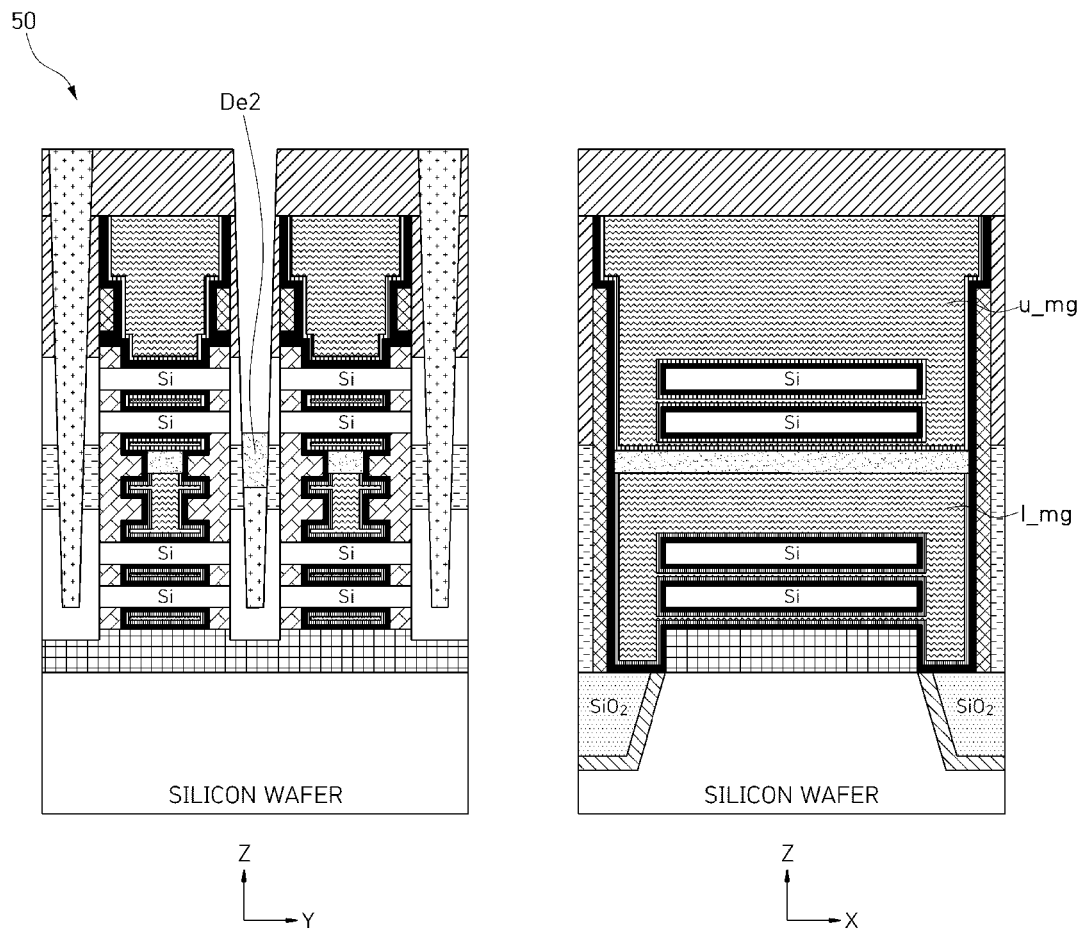 50
De2
Si
Si
Si
Si
Si
Si
Si
Si
SILICON WAFER
Z
Y
u_mg
Si
Si
l_mg
Si
Si
SiO₂
SiO₂
SILICON WAFER
Z
X